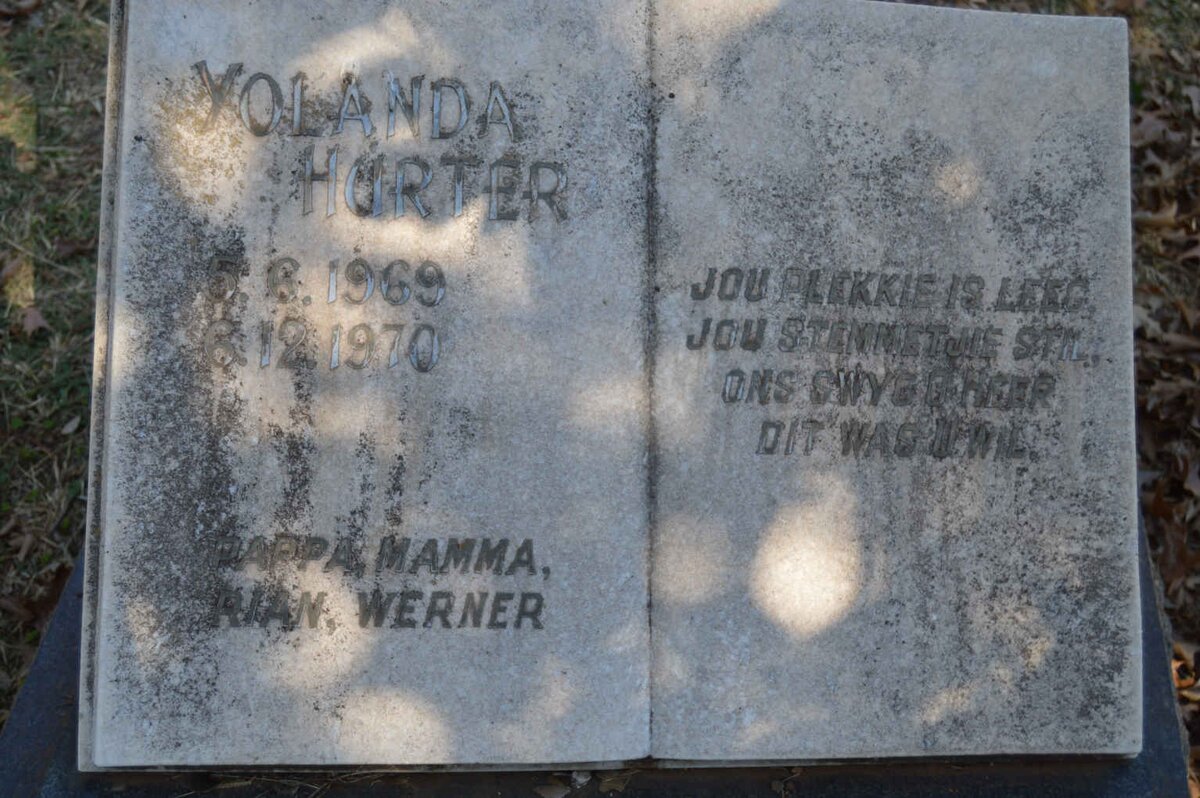 YOLANDA
HURTER
5.6.1969
6.12.1970
PAPPA, MAMMA,
RIAN, WERNER
JOU PLEKKIE IS LEEG,
JOU STEMMETJIE STIL,
ONS SWYG O HEER
DIT WAS U WIL.